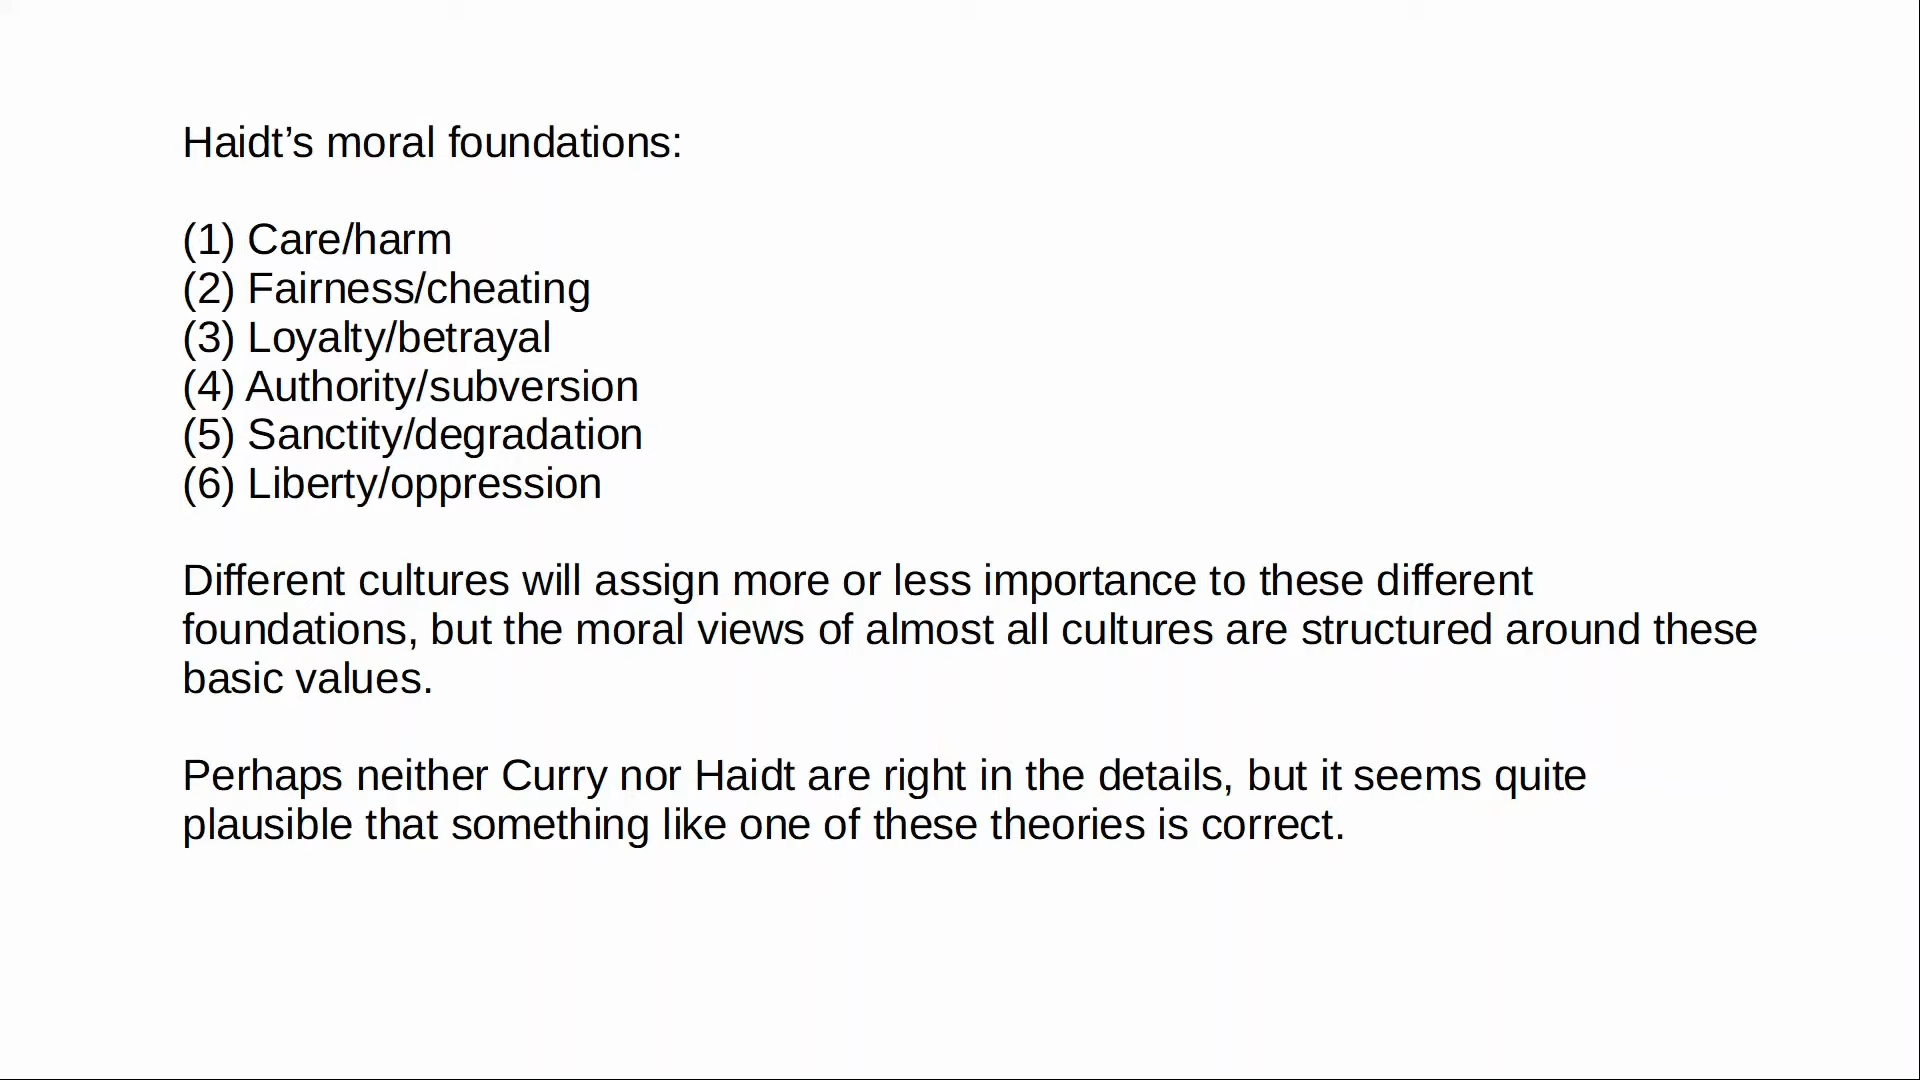 Haidt’s moral foundations:
(1) Care/harm
(2) Fairness/cheating
(3) Loyalty/betrayal
(4) Authority/subversion
(5) Sanctity/degradation
(6) Liberty/oppression
Different cultures will assign more or less importance to these different
foundations, but the moral views of almost all cultures are structured around these
basic values.
Perhaps neither Curry nor Haidt are right in the details, but it seems quite
plausible that something like one of these theories is correct.